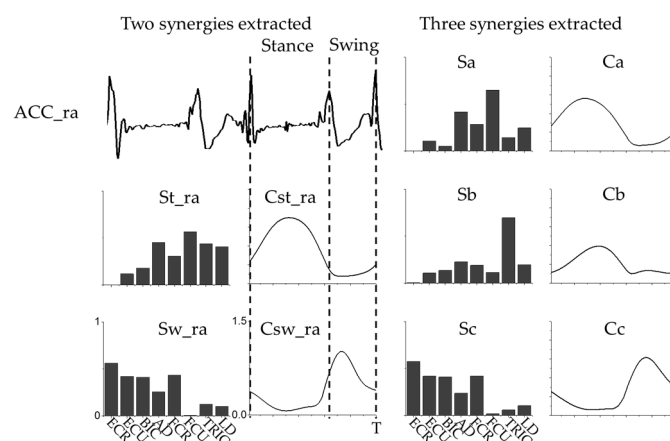 Two synergies extracted
Three synergies extracted
Stance
Swing
ACC_ra
Sa
Ca
St_ra
Cst_ra
Sb
Cb
1
Sw_ra
1.5
Csw_ra
Sc
Cc
0
0.0
T
ECR
ECU
BIC
AD
FCR
FCU
TRIC
LD
ECR
ECU
BIC
AD
FCR
FCU
TRIC
LD